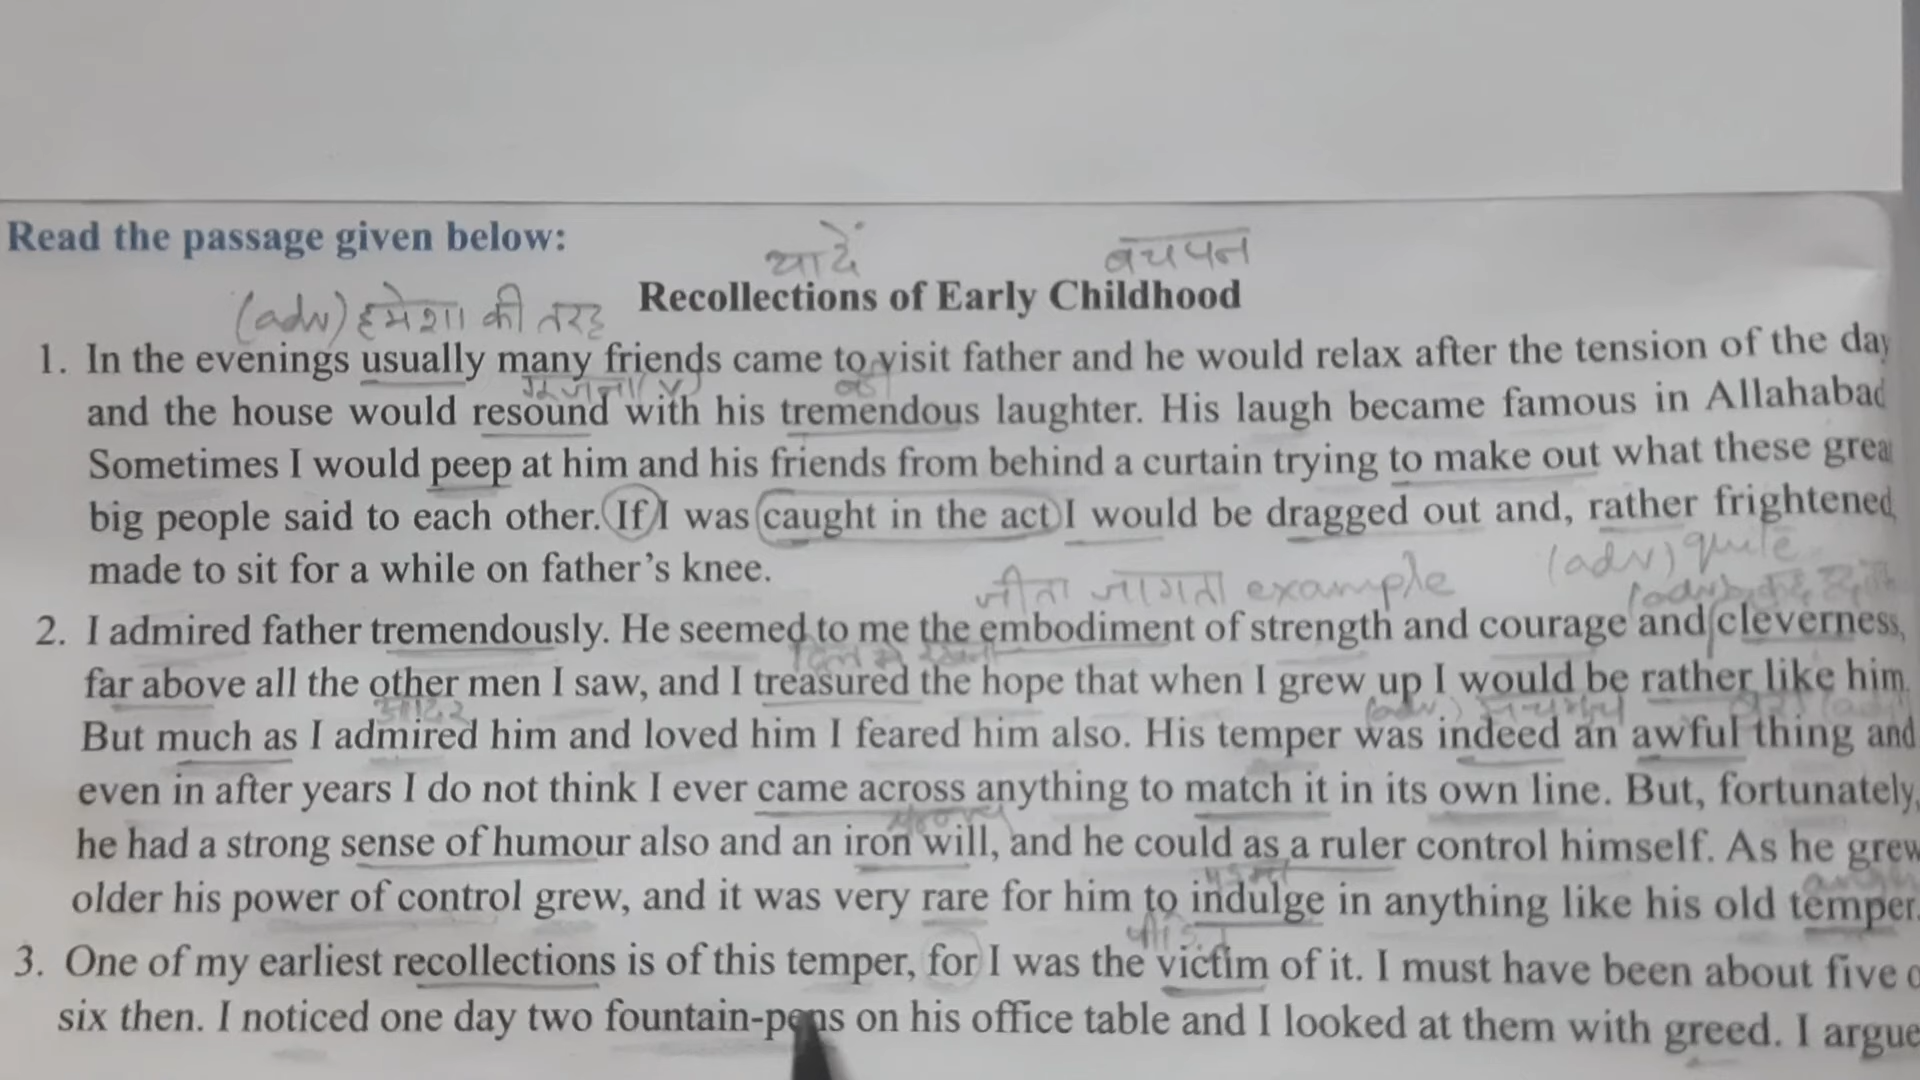 Read the passage given below:
यादें बचपन
Recollections of Early Childhood
(adv) हमेशा की तरह
1. In the evenings usually many friends came to visit father and he would relax after the tension of the day
गूंजना (v)
and the house would resound with his tremendous laughter. His laugh became famous in Allahabad
Sometimes I would peep at him and his friends from behind a curtain trying to make out what these grea
big people said to each other. If I was caught in the act I would be dragged out and, rather frightened
made to sit for a while on father's knee.
(adv) quite
जीता जागता example
2. I admired father tremendously. He seemed to me the embodiment of strength and courage and cleverness,
far above all the other men I saw, and I treasured the hope that when I grew up I would be rather like him.
आदर (adv)
But much as I admired him and loved him I feared him also. His temper was indeed an awful thing and
even in after years I do not think I ever came across anything to match it in its own line. But, fortunately,
he had a strong sense of humour also and an iron will, and he could as a ruler control himself. As he grew
older his power of control grew, and it was very rare for him to indulge in anything like his old temper.
3. One of my earliest recollections is of this temper, for I was the victim of it. I must have been about five o
six then. I noticed one day two fountain-pens on his office table and I looked at them with greed. I argue